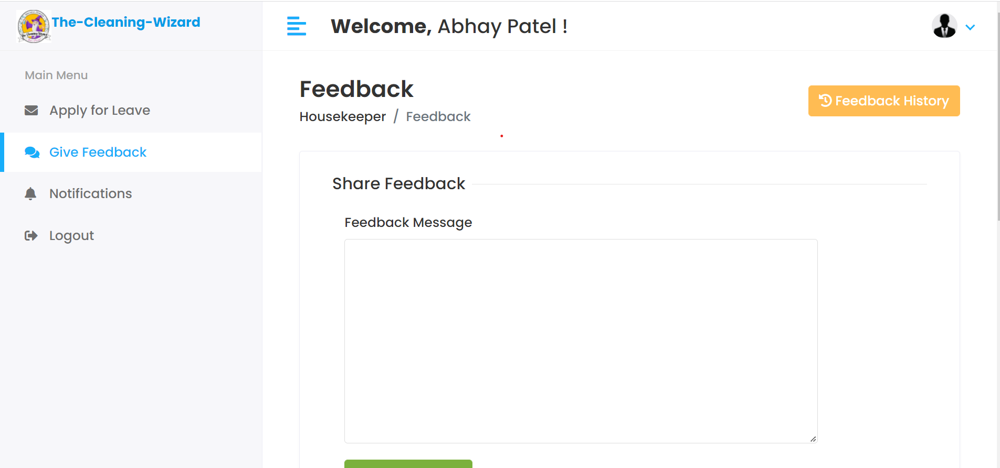 The-Cleaning-Wizard
Welcome, Abhay Patel !
Main Menu
Apply for Leave
Give Feedback
Notifications
Logout
Feedback
Housekeeper / Feedback
Feedback History
Share Feedback
Feedback Message